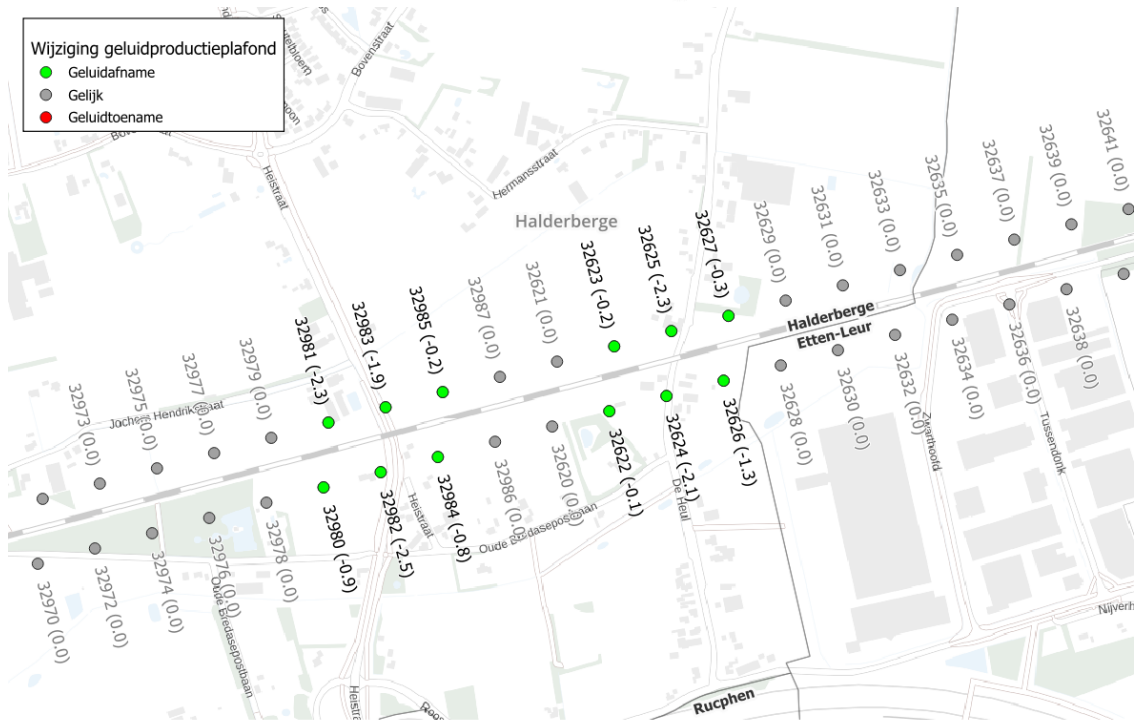 Wijziging geluidproductieplafond
Geluidafname
Gelijk
Geluidtoename
Bovenstraat
Heistraat
Hermansstraat
Halderberge
32641 (0.0)
32639 (0.0)
32637 (0.0)
32635 (0.0)
32633 (0.0)
32631 (0.0)
32629 (0.0)
32627 (-0.3)
32625 (-2.3)
32623 (-0.2)
32621 (0.0)
32987 (0.0)
32985 (-0.2)
32983 (-1.9)
32981 (-2.3)
32979 (0.0)
32977 (0.0)
32975 (0.0)
32973 (0.0)
Jochem Hendrikstraat
Halderberge
Etten-Leur
32638 (0.0)
32636 (0.0)
32634 (0.0)
32632 (0.0)
32630 (0.0)
32628 (0.0)
32626 (-1.3)
32624 (-2.1)
32622 (-0.1)
32620 (0.0)
32986 (0.0)
32984 (-0.8)
32982 (-2.5)
32980 (-0.9)
32978 (0.0)
32976 (0.0)
32974 (0.0)
32972 (0.0)
32970 (0.0)
Zwarthoofd
Tussendonk
De Heul
Heistraat
Oude Bredasepostbaan
Oude Bredasepostbaan
Nijverh
Heistraat
Roos
Rucphen